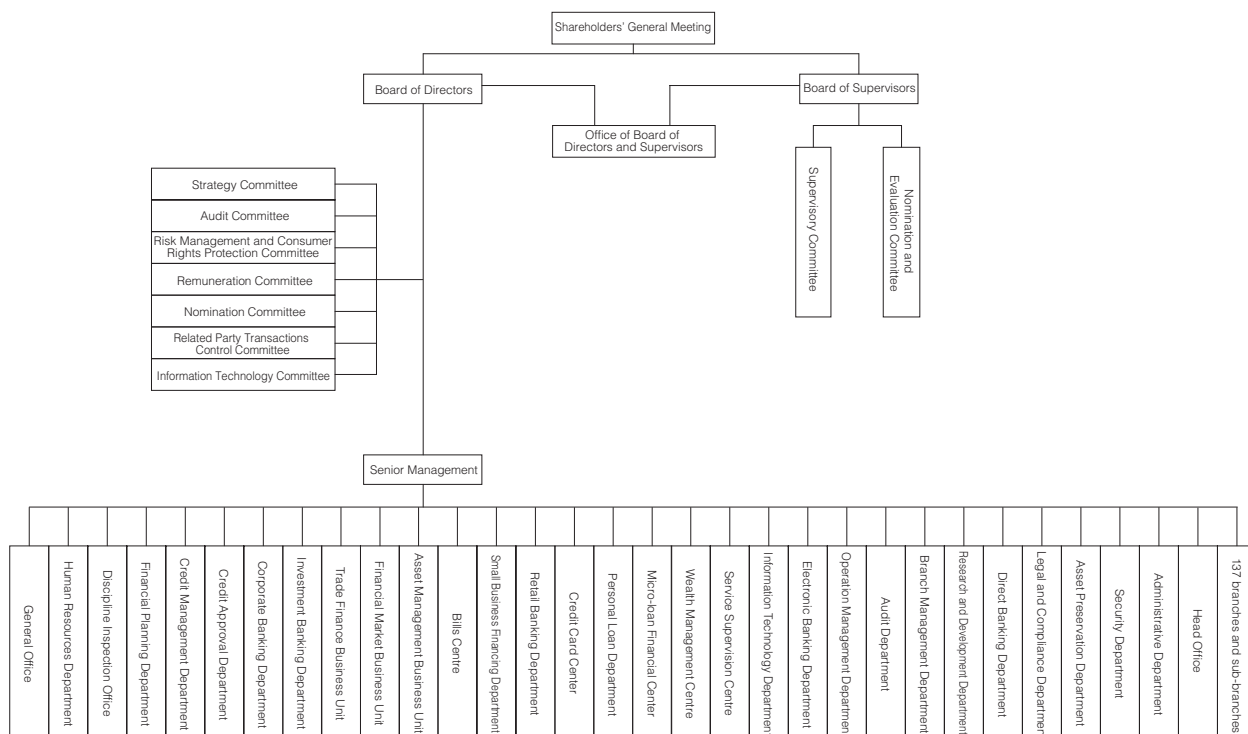 Shareholders' General Meeting
Board of Directors
Board of Supervisors
Office of Board of
Directors and Supervisors
Supervisory Committee
Nomination and
Evaluation Committee
Strategy Committee
Audit Committee
Risk Management and Consumer
Rights Protection Committee
Remuneration Committee
Nomination Committee
Related Party Transactions
Control Committee
Information Technology Committee
Senior Management
General Office
Human Resources Department
Discipline Inspection Office
Financial Planning Department
Credit Management Department
Credit Approval Department
Corporate Banking Department
Investment Banking Department
Trade Finance Business Unit
Financial Market Business Unit
Asset Management Business Unit
Bills Centre
Small Business Financing Department
Retail Banking Department
Credit Card Center
Personal Loan Department
Micro-loan Financial Center
Wealth Management Centre
Service Supervision Centre
Information Technology Department
Electronic Banking Department
Operation Management Department
Audit Department
Branch Management Department
Research and Development Department
Direct Banking Department
Legal and Compliance Department
Asset Preservation Department
Security Department
Administrative Department
Head Office
137 branches and sub-branches